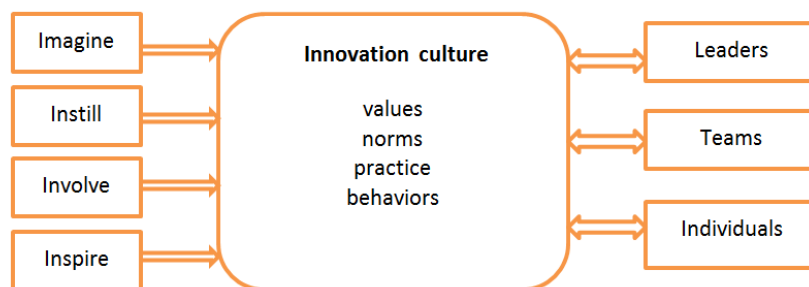 Imagine
Instill
Involve
Inspire
Innovation culture
values
norms
practice
behaviors
Leaders
Teams
Individuals